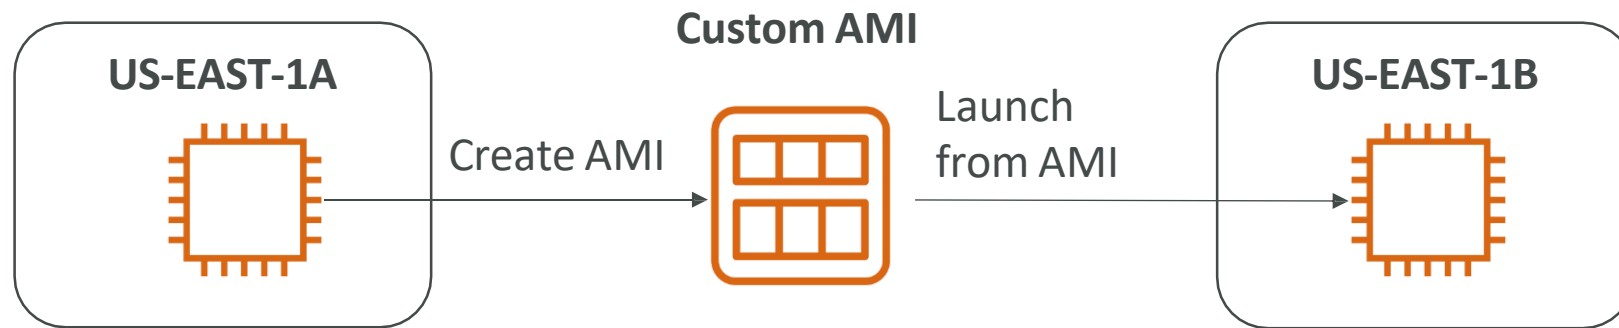 Custom AMI
US-EAST-1A
Create AMI
Launch
from AMI
US-EAST-1B